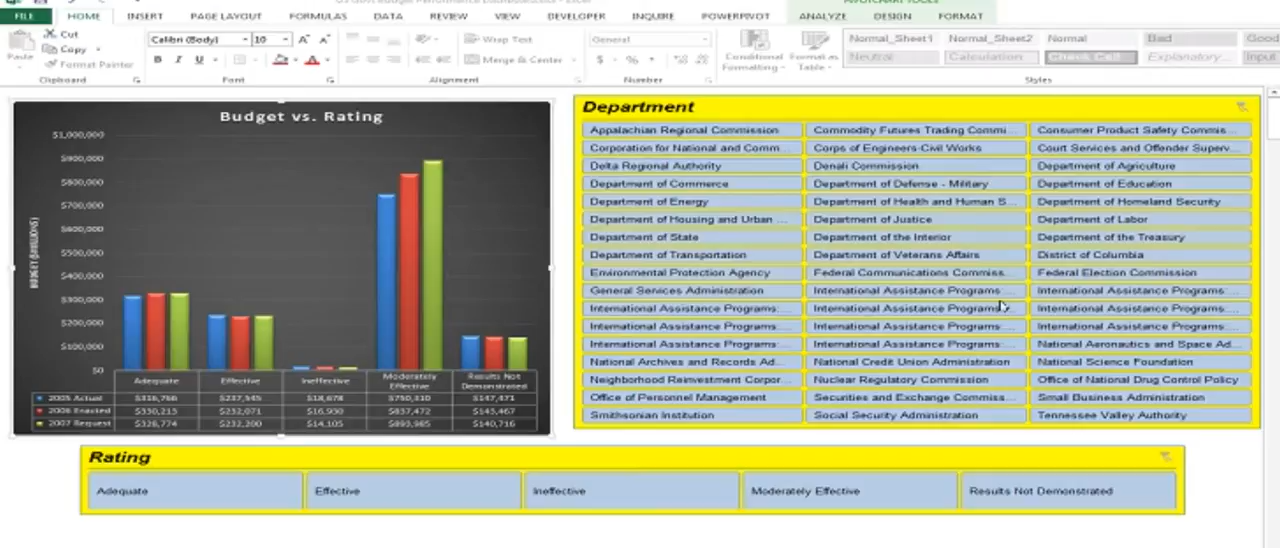 FILE HOME INSERT PAGE LAYOUT FORMULAS DATA REVIEW VIEW DEVELOPER INQUIRE POWERPIVOT ANALYZE DESIGN FORMAT
Cut
Copy
Format Painter
Paste
Clipboard
Calibri (Body) 10
B I U
Font
Wrap Text
Merge & Center
Alignment
General
$ %
Number
Conditional Formatting
Format as Table
Normal_Sheet1 Normal_Sheet2 Normal Bad Good
Neutral Calculation Check Cell Explanatory... Input
Styles
Budget vs. Rating
$1,000,000
$900,000
$800,000
$700,000
$600,000
$500,000
$400,000
$300,000
$200,000
$100,000
$0
Adequate Effective Ineffective Moderately Effective Results Not Demonstrated
2005 Actual $237,545 $18,678 $750,310 $147,471
2006 Enacted $330,213 $232,071 $16,930 $837,472 $143,467
2007 Request $328,774 $232,200 $14,105 $893,985 $140,716
Department
Appalachian Regional Commission Commodity Futures Trading Commi... Consumer Product Safety Commis...
Corporation for National and Comm... Corps of Engineers-Civil Works Court Services and Offender Superv...
Delta Regional Authority Denali Commission Department of Agriculture
Department of Commerce Department of Defense - Military Department of Education
Department of Energy Department of Health and Human S... Department of Homeland Security
Department of Housing and Urban ... Department of Justice Department of Labor
Department of State Department of the Interior Department of the Treasury
Department of Transportation Department of Veterans Affairs District of Columbia
Environmental Protection Agency Federal Communications Commiss... Federal Election Commission
General Services Administration International Assistance Programs:... International Assistance Programs:...
International Assistance Programs:... International Assistance Programs:... International Assistance Programs:...
International Assistance Programs:... International Assistance Programs:... International Assistance Programs:...
International Assistance Programs:... International Assistance Programs:... National Aeronautics and Space Ad...
National Archives and Records Ad... National Credit Union Administration National Science Foundation
Neighborhood Reinvestment Corpor... Nuclear Regulatory Commission Office of National Drug Control Policy
Office of Personnel Management Securities and Exchange Commiss... Small Business Administration
Smithsonian Institution Social Security Administration Tennessee Valley Authority
Rating
Adequate Effective Ineffective Moderately Effective Results Not Demonstrated